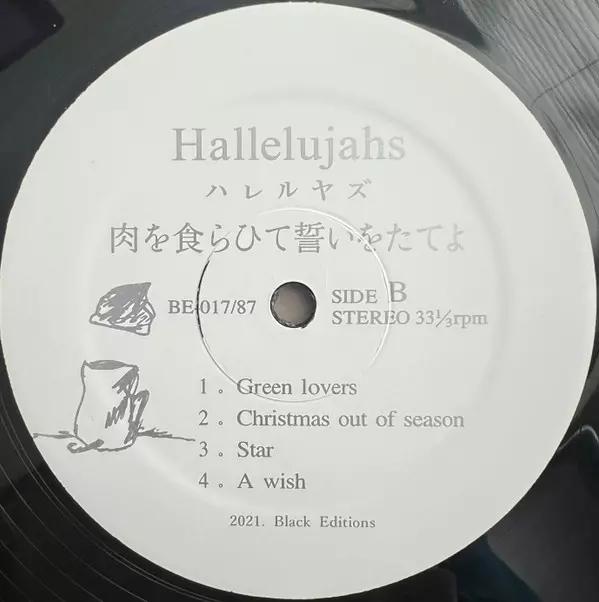 Hallelujahs
ハレルヤズ
肉を食らひて誓いをたてよ
BE-017/87
SIDE B
STEREO 33⅓rpm
1。Green lovers
2。Christmas out of season
3。Star
4。A wish
2021. Black Editions